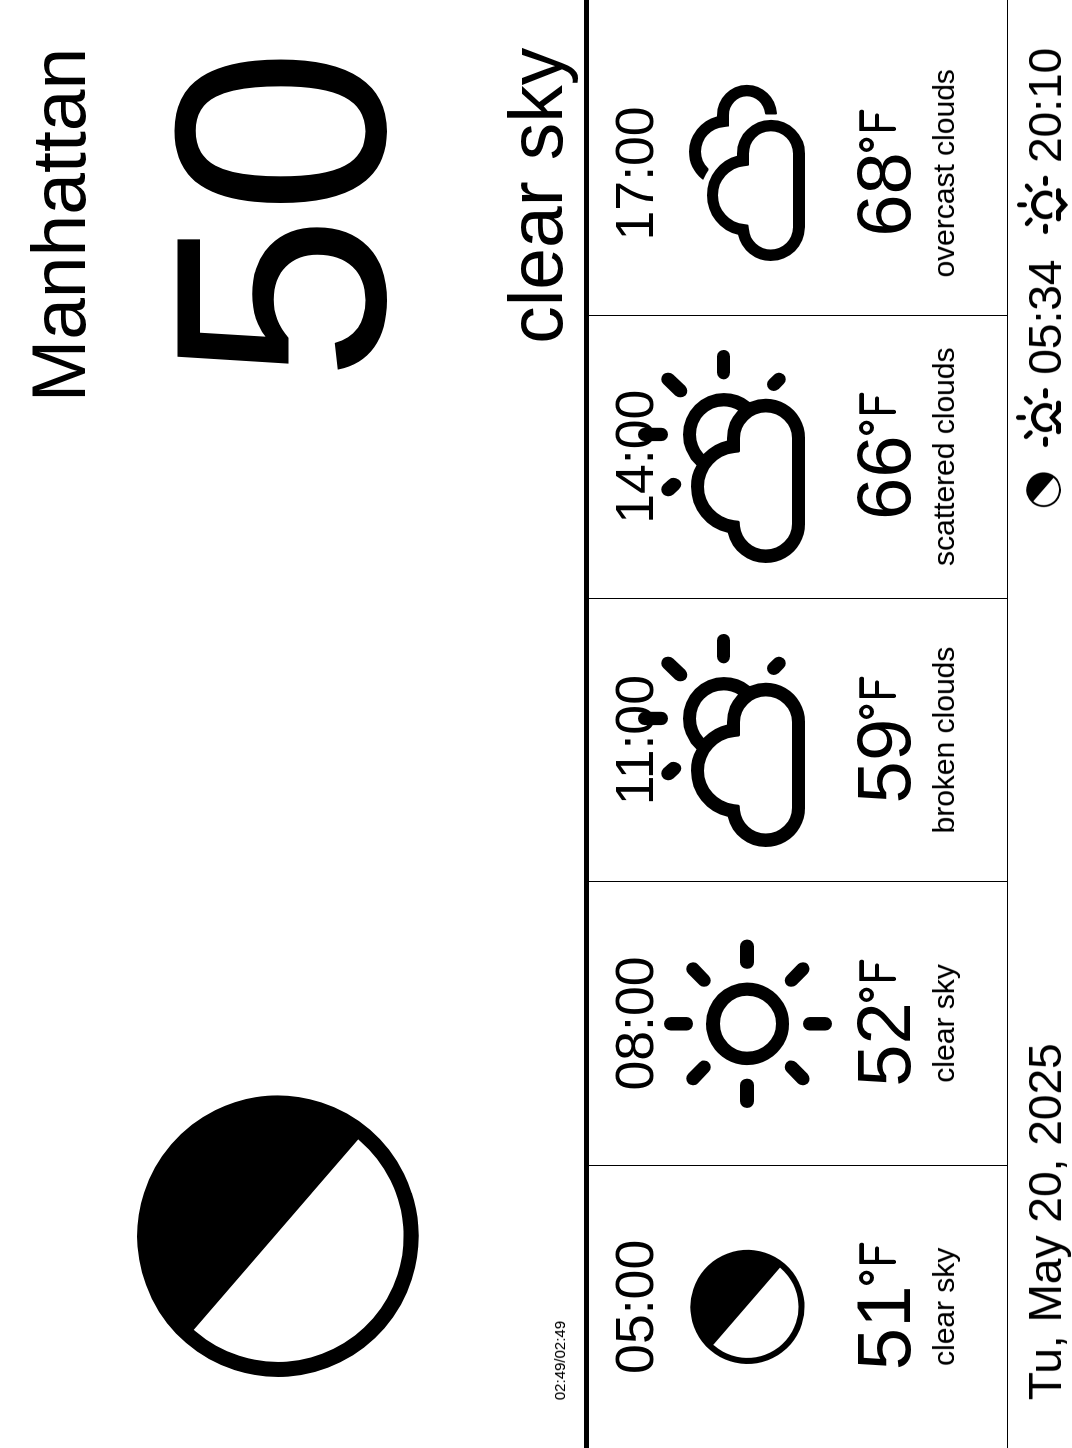 Manhattan
50
clear sky
02:49/02:49
05:00
51°F
clear sky
08:00
52°F
clear sky
11:00
59°F
broken clouds
14:00
66°F
scattered clouds
17:00
68°F
overcast clouds
Tu, May 20, 2025
05:34
20:10